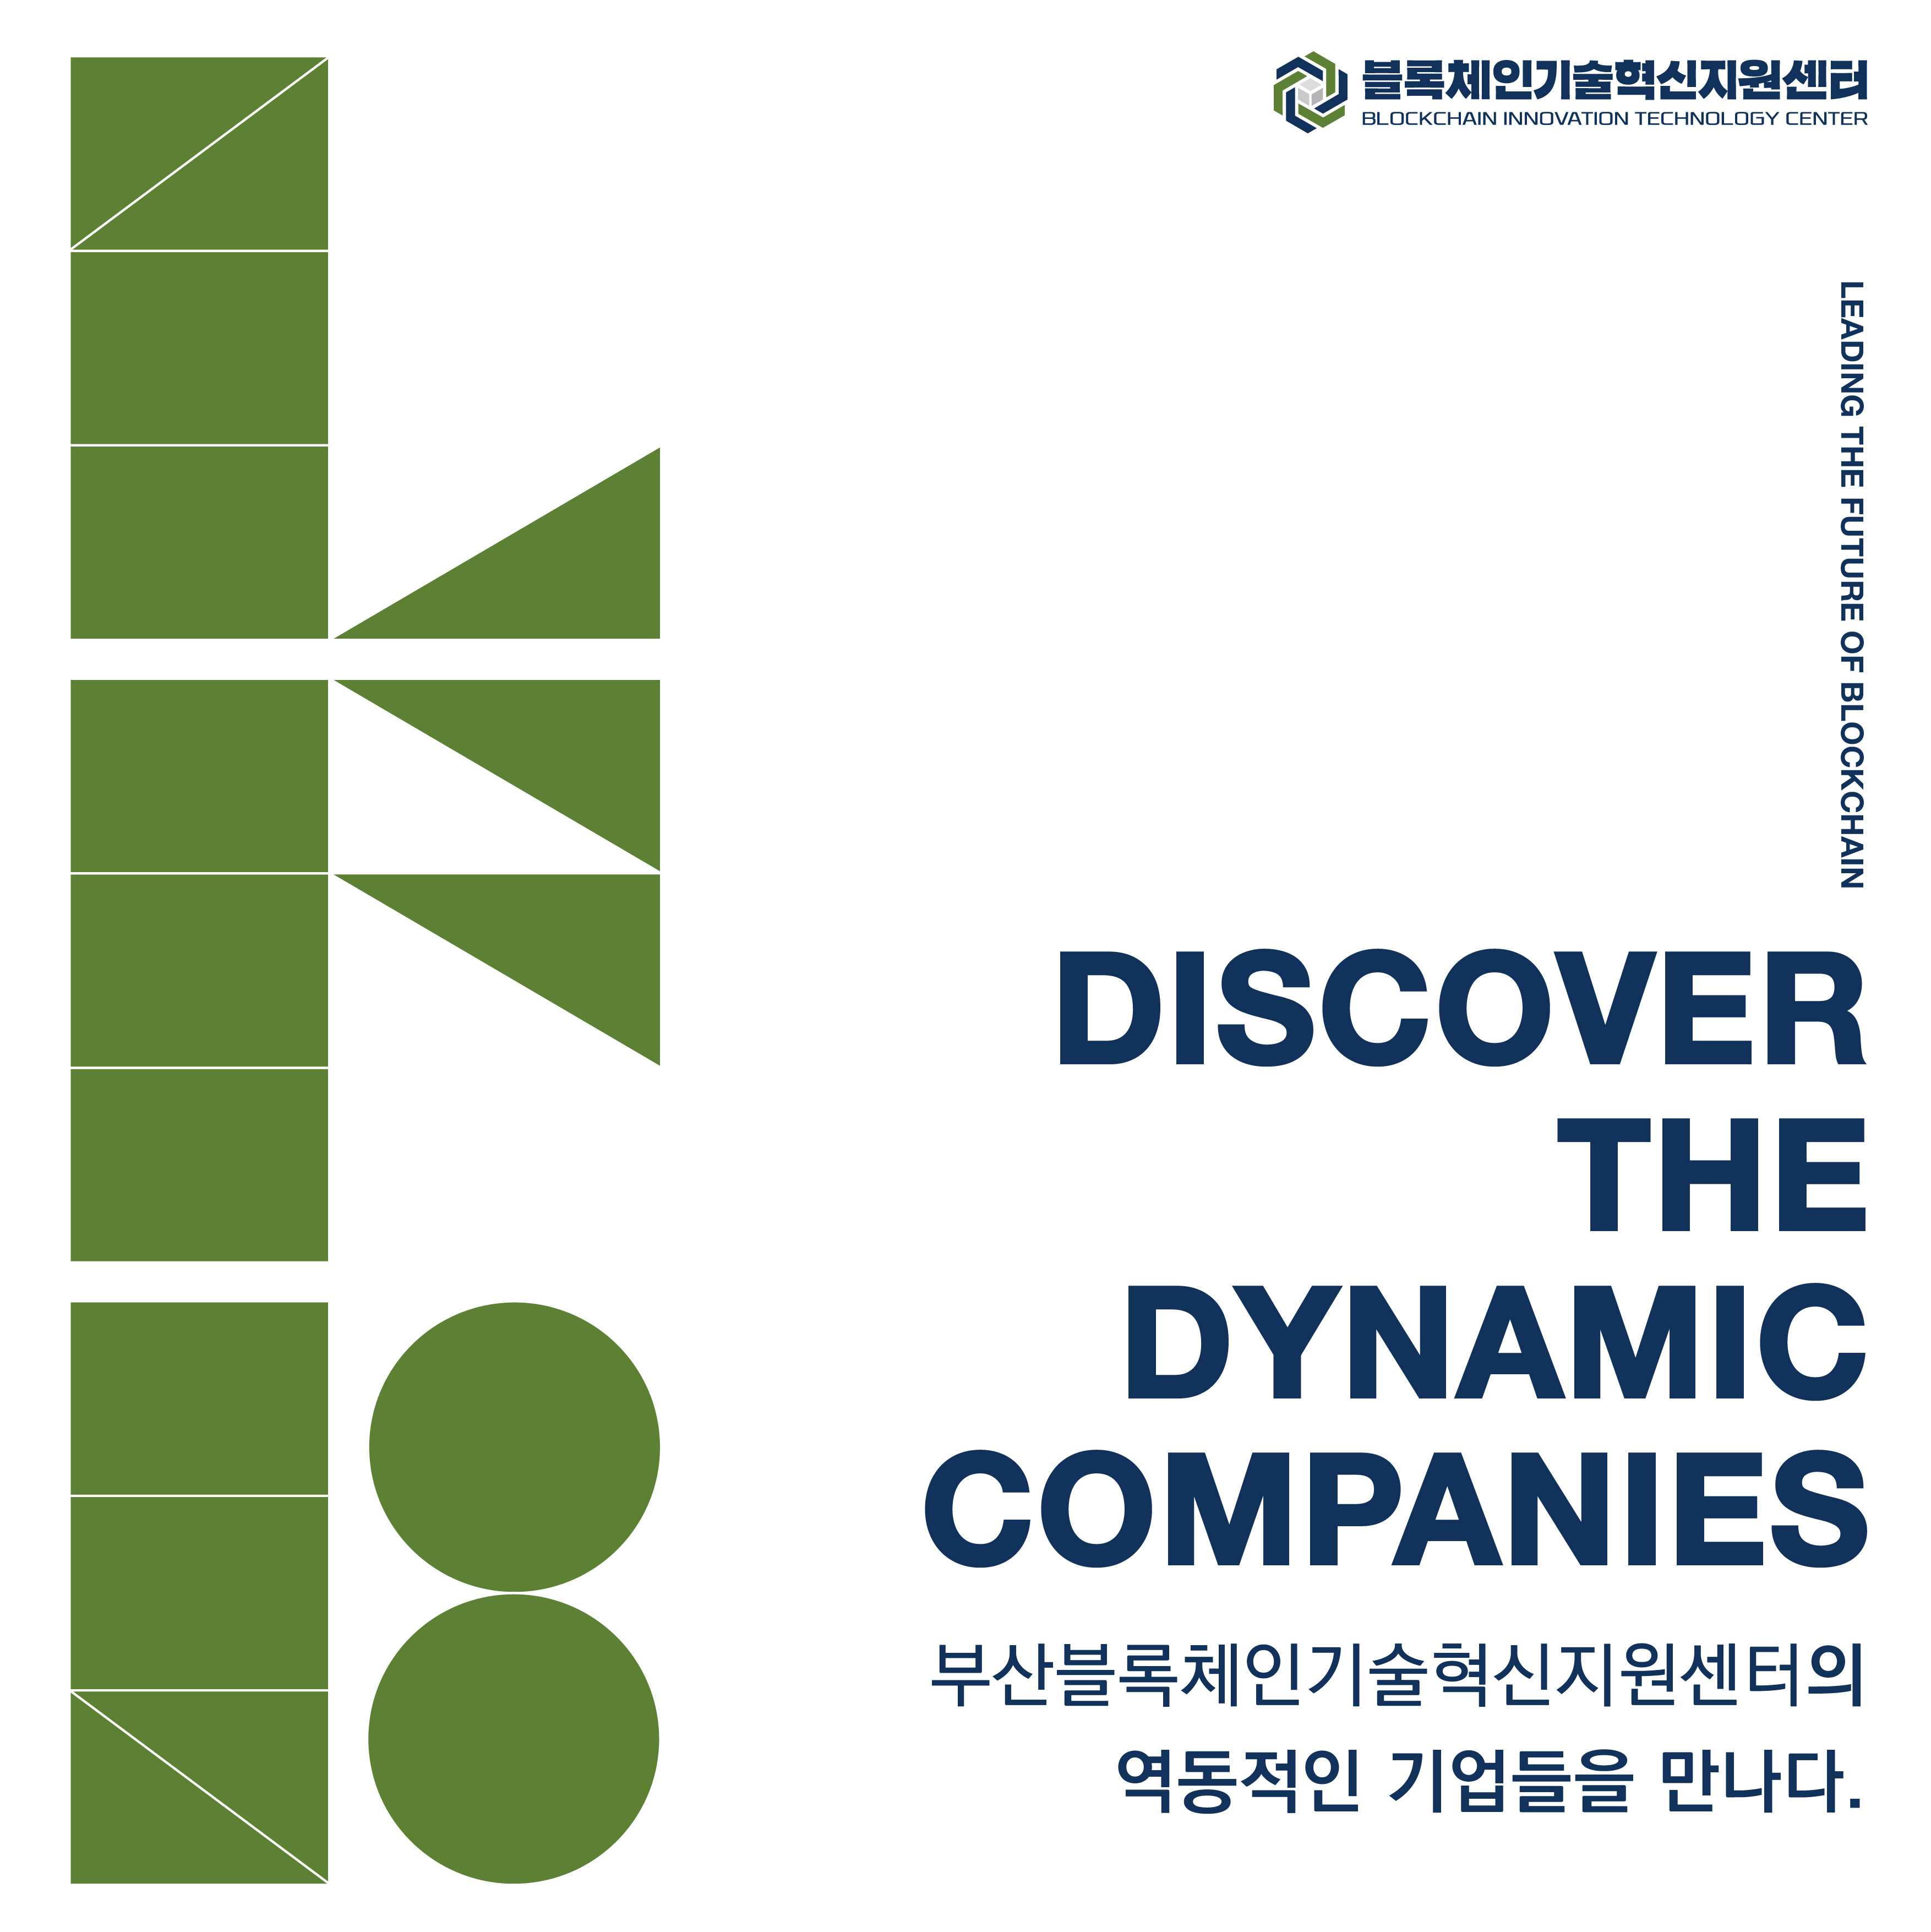 블록체인기술혁신지원센터
BLOCKCHAIN INNOVATION TECHNOLOGY CENTER
LEADING THE FUTURE OF BLOCKCHAIN
DISCOVER
THE
DYNAMIC
COMPANIES
부산블록체인기술혁신지원센터의
역동적인 기업들을 만나다.